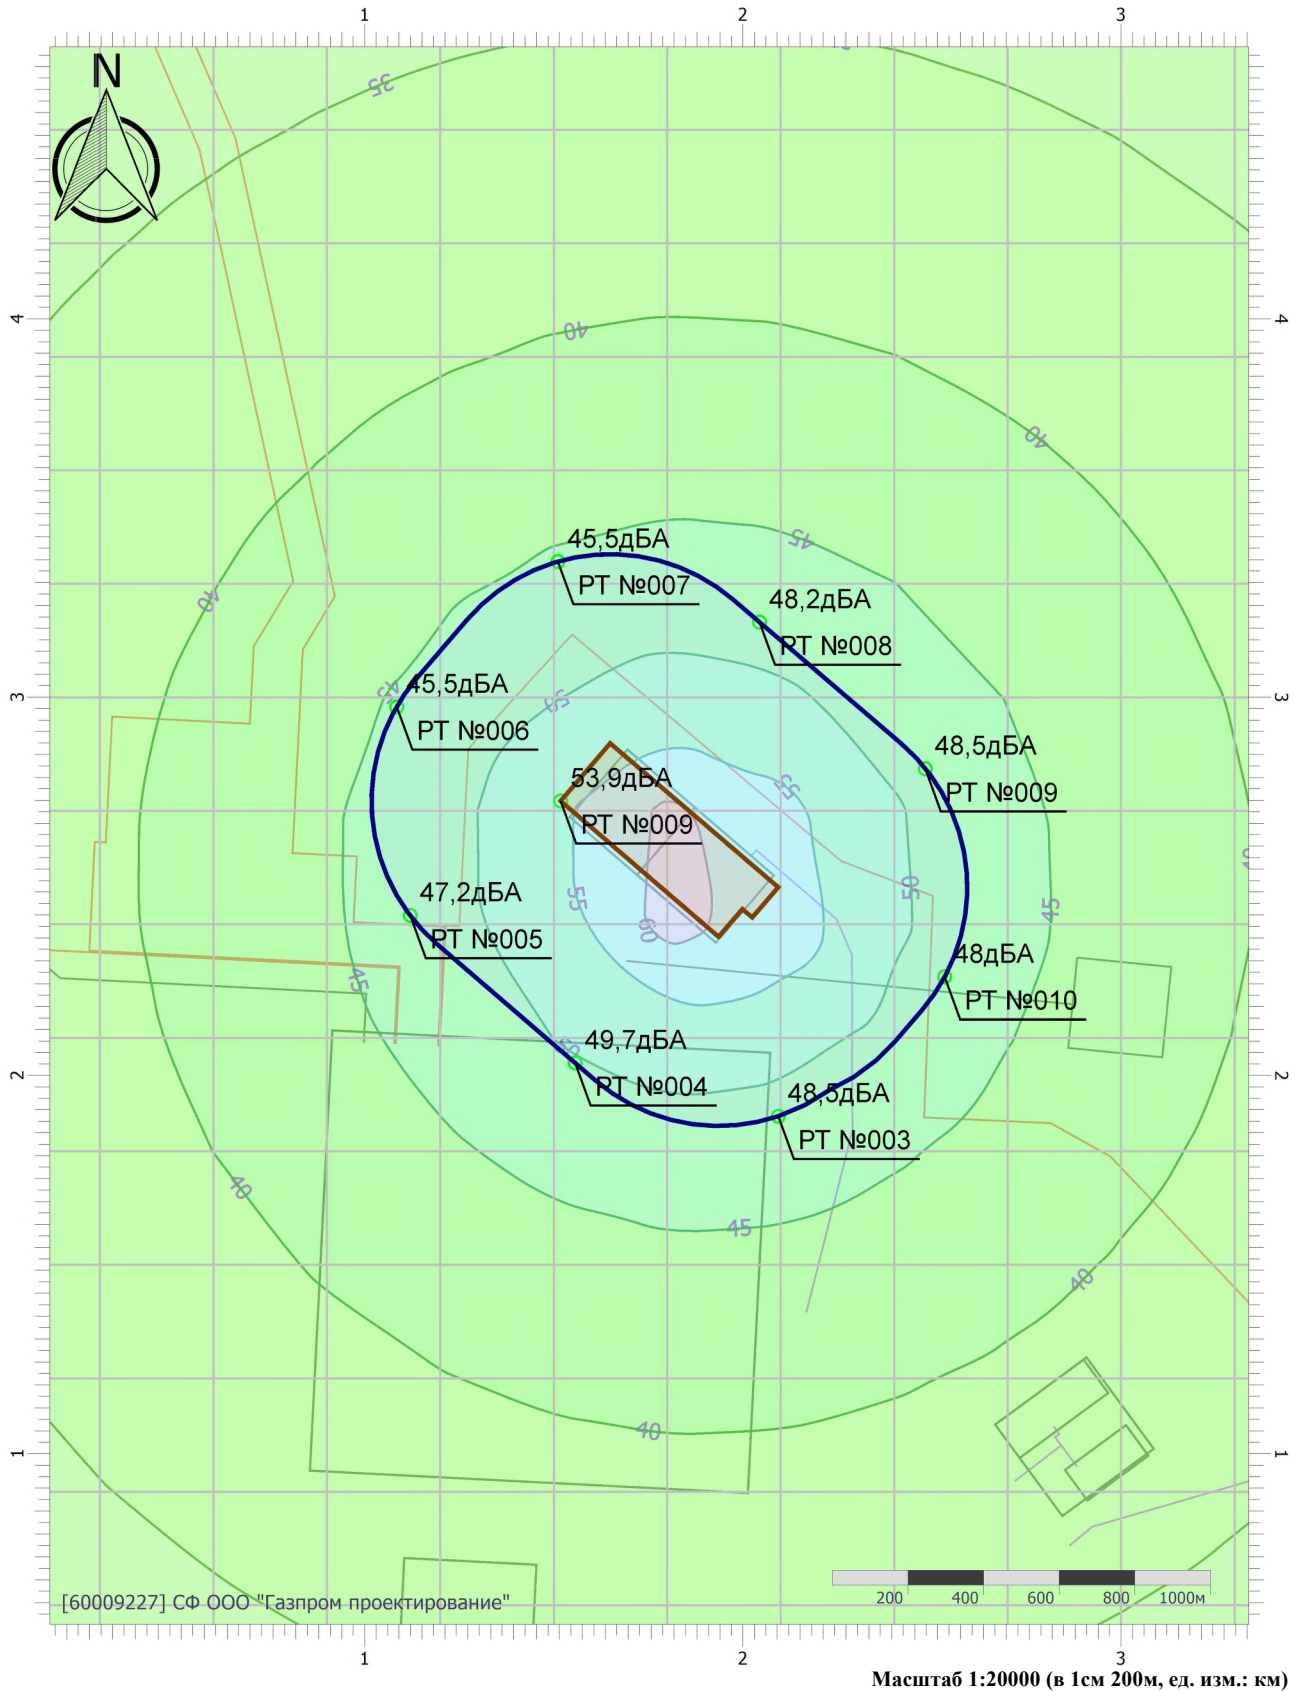 1 2 3
N
35
40
40
45
45,5дБА
РТ №007
48,2дБА
РТ №008
40
45
45,5дБА
РТ №006
50
48,5дБА
РТ №009
53,9дБА
РТ №009
55
47,2дБА
РТ №005
55
60
50
45
40
45
48дБА
РТ №010
49,7дБА
РТ №004
48,5дБА
РТ №003
40
45
40
40
4 4
3 3
2 2
1 1
[60009227] СФ ООО "Газпром проектирование"
200 400 600 800 1000м
1 2 3
Масштаб 1:20000 (в 1см 200м, ед. изм.: км)